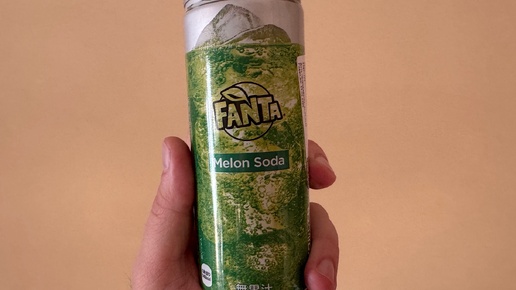 FANTA
Melon Soda
無果汁